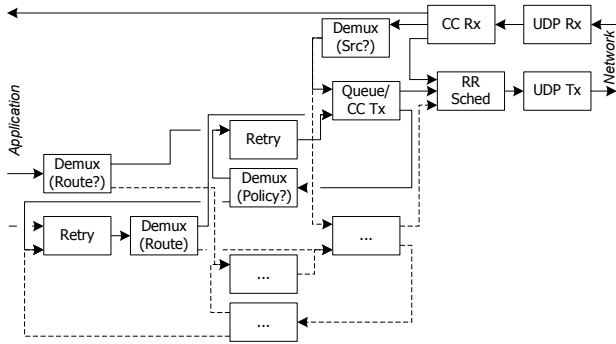 Demux
(Src?)
CC Rx
UDP Rx
Network
Application
Queue/
CC Tx
RR
Sched
UDP Tx
Retry
Demux
(Route?)
Demux
(Policy?)
Retry
Demux
(Route)
...
...
...